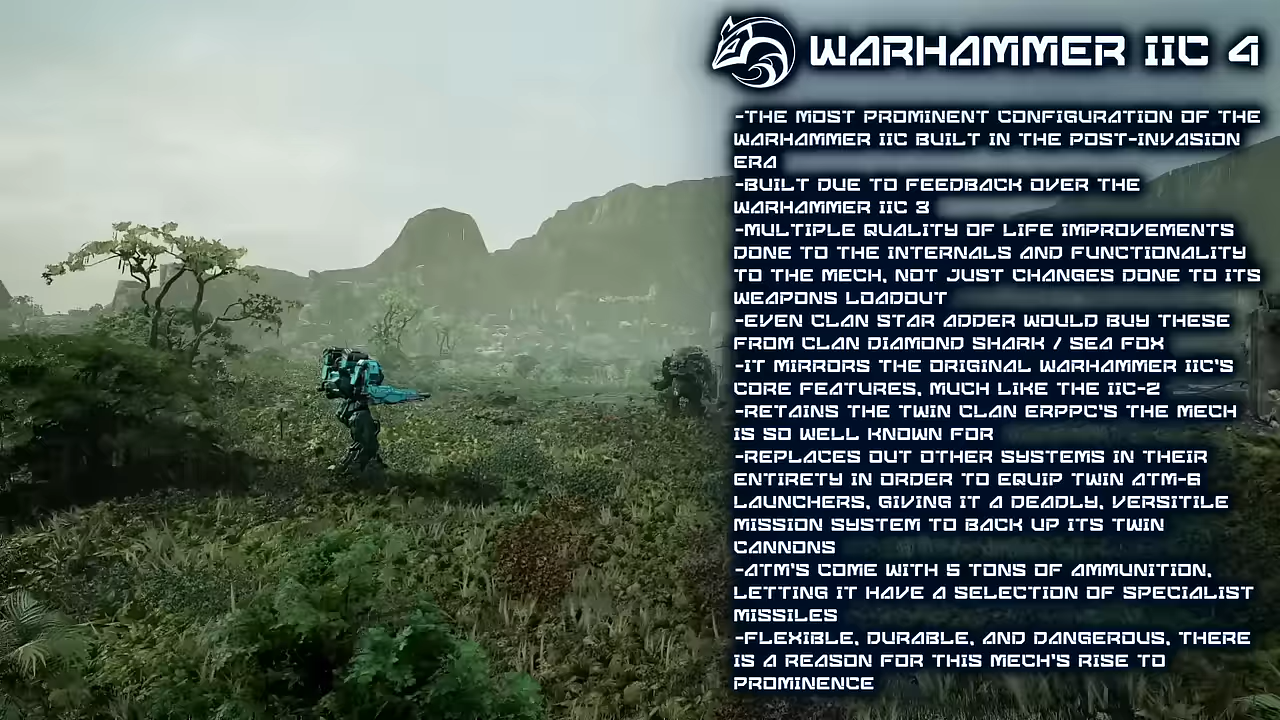 WARHAMMER IIC 4
-THE MOST PROMINENT CONFIGURATION OF THE
WARHAMMER IIC BUILT IN THE POST-INVASION
ERA
-BUILT DUE TO FEEDBACK OVER THE
WARHAMMER IIC 3
-MULTIPLE QUALITY OF LIFE IMPROVEMENTS
DONE TO THE INTERNALS AND FUNCTIONALITY
TO THE MECH, NOT JUST CHANGES DONE TO ITS
WEAPONS LOADOUT
-EVEN CLAN STAR ADDER WOULD BUY THESE
FROM CLAN DIAMOND SHARK / SEA FOX
-IT MIRRORS THE ORIGINAL WARHAMMER IIC'S
CORE FEATURES, MUCH LIKE THE IIC-2
-RETAINS THE TWIN CLAN ERPPC'S THE MECH
IS SO WELL KNOWN FOR
-REPLACES OUT OTHER SYSTEMS IN THEIR
ENTIRETY IN ORDER TO EQUIP TWIN ATM-6
LAUNCHERS, GIVING IT A DEADLY, VERSITILE
MISSION SYSTEM TO BACK UP ITS TWIN
CANNONS
-ATM'S COME WITH 5 TONS OF AMMUNITION,
LETTING IT HAVE A SELECTION OF SPECIALIST
MISSILES
-FLEXIBLE, DURABLE, AND DANGEROUS, THERE
IS A REASON FOR THIS MECH'S RISE TO
PROMINENCE